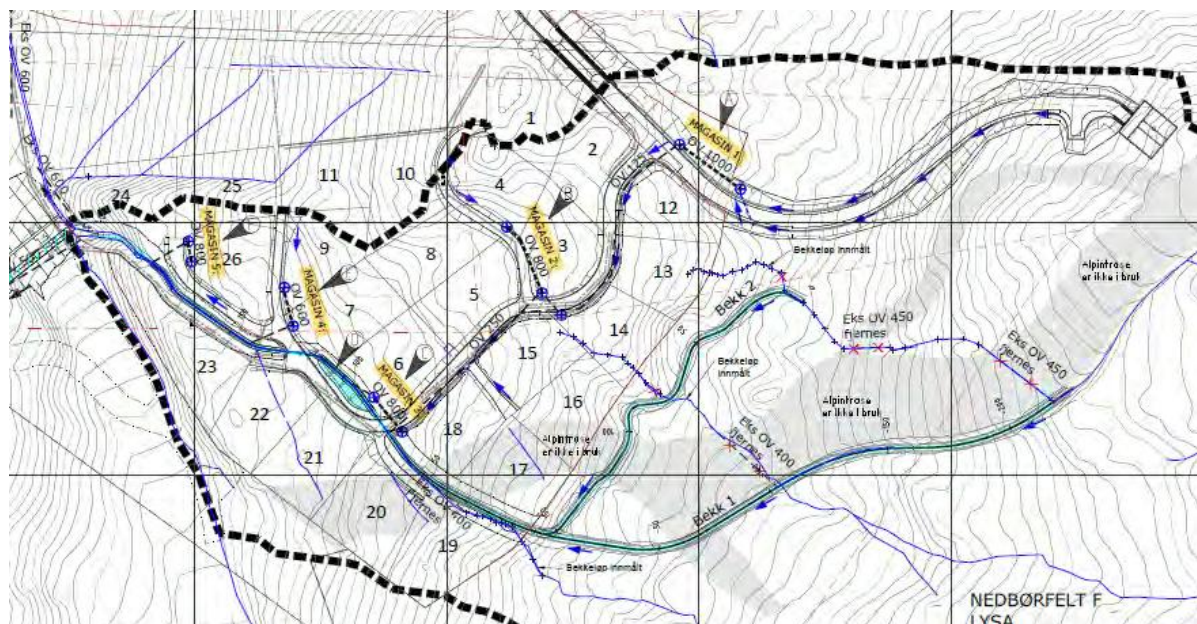 Eks OV 600
Eks OV 600
1
2
3
4
5
6
7
8
9
10
11
12
13
14
15
16
17
18
19
20
21
22
23
24
25
26
MAGASIN 1
OV 1000
MAGASIN 2
OV 800
MAGASIN 3
OV 800
MAGASIN 4
OV 600
MAGASIN 5
OV 800
OV 250
Bekkeløp innmålt
Bekk 2
Bekkeløp innmålt
Eks OV 450
fjernes
Eks OV 450
fjernes
Alpintrase
er ikke i bruk
Alpintrase
er ikke i bruk
Alpintrase
er ikke i bruk
Eks OV 400
fjernes
Bekk 1
fjernes
Bekkeløp innmålt
100
NEDBØRFELT F
LYSA